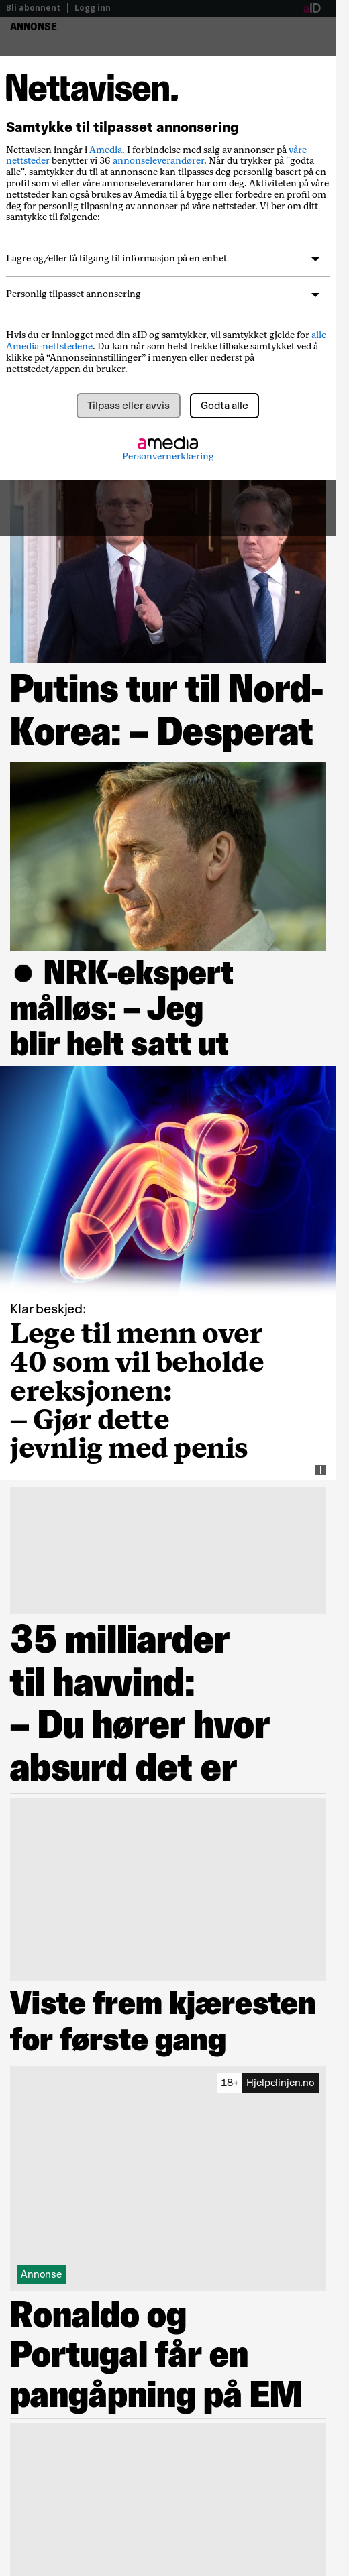 Bli abonnent | Logg inn
aID
ANNONSE
Nettavisen.
Samtykke til tilpasset annonsering
Nettavisen inngår i Amedia. I forbindelse med salg av annonser på våre
nettsteder benytter vi 36 annonseleverandører. Når du trykker på “godta
alle”, samtykker du til at annonsene kan tilpasses deg personlig basert på en
profil som vi eller våre annonseleverandører har om deg. Aktiviteten på våre
nettsteder kan også brukes av Amedia til å bygge eller forbedre en profil om
deg for personlig tilpasning av annonser på våre nettsteder. Vi ber om ditt
samtykke til følgende:
Lagre og/eller få tilgang til informasjon på en enhet
Personlig tilpasset annonsering
Hvis du er innlogget med din aID og samtykker, vil samtykket gjelde for alle
Amedia-nettstedene. Du kan når som helst trekke tilbake samtykket ved å
klikke på “Annonseinnstillinger” i menyen eller nederst på
nettstedet/appen du bruker.
Tilpass eller avvis
Godta alle
amedia
Personvernerklæring
Putins tur til Nord-
Korea: – Desperat
● NRK-ekspert
målløs: – Jeg
blir helt satt ut
Klar beskjed:
Lege til menn over
40 som vil beholde
ereksjonen:
– Gjør dette
jevnlig med penis
35 milliarder
til havvind:
– Du hører hvor
absurd det er
Viste frem kjæresten
for første gang
18+ Hjelpelinjen.no
Annonse
Ronaldo og
Portugal får en
pangåpning på EM